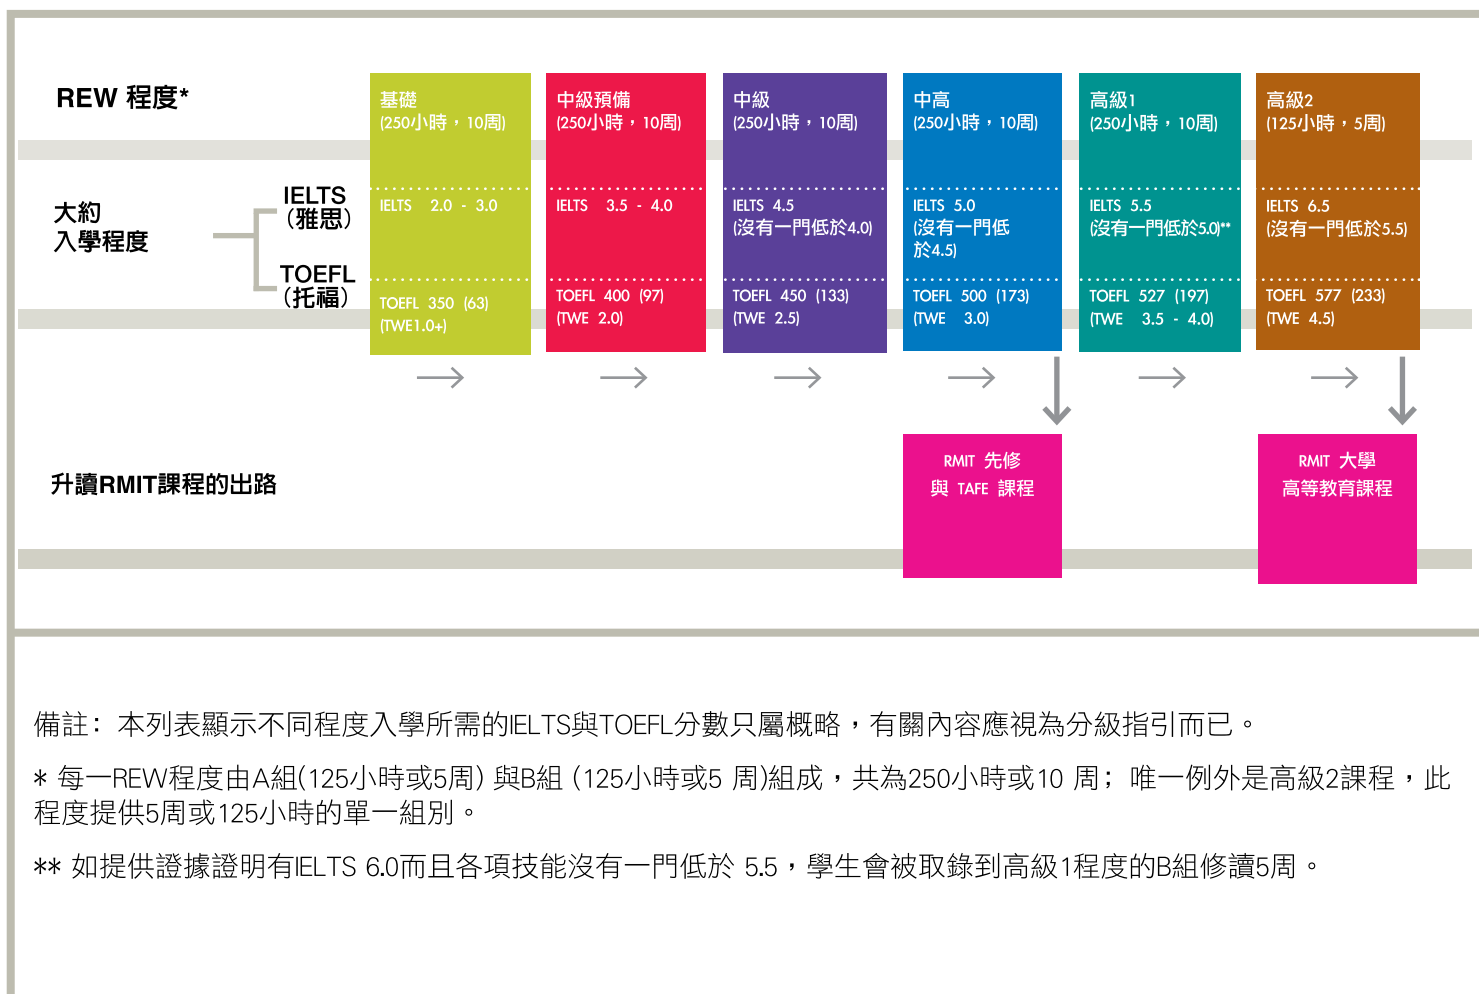 REW 程度*
基礎
(250小時，10周)
中級預備
(250小時，10周)
中級
(250小時，10周)
中高
(250小時，10周)
高級1
(250小時，10周)
高級2
(125小時，5周)
大約
入學程度
IELTS
(雅思)
IELTS 2.0 - 3.0
IELTS 3.5 - 4.0
IELTS 4.5
(沒有一門低於4.0)
IELTS 5.0
(沒有一門低
於4.5)
IELTS 5.5
(沒有一門低於5.0)**
IELTS 6.5
(沒有一門低於5.5)
TOEFL
(托福)
TOEFL 350 (63)
(TWE1.0+)
TOEFL 400 (97)
(TWE 2.0)
TOEFL 450 (133)
(TWE 2.5)
TOEFL 500 (173)
(TWE 3.0)
TOEFL 527 (197)
(TWE 3.5 - 4.0)
TOEFL 577 (233)
(TWE 4.5)
升讀RMIT課程的出路
RMIT 先修
與 TAFE 課程
RMIT 大學
高等教育課程
備註： 本列表顯示不同程度入學所需的IELTS與TOEFL分數只屬概略，有關內容應視為分級指引而已。
* 每一REW程度由A組(125小時或5周) 與B組 (125小時或5 周)組成，共為250小時或10 周；唯一例外是高級2課程，此
程度提供5周或125小時的單一組別。
** 如提供證據證明有IELTS 6.0而且各項技能沒有一門低於 5.5，學生會被取錄到高級1程度的B組修讀5周。